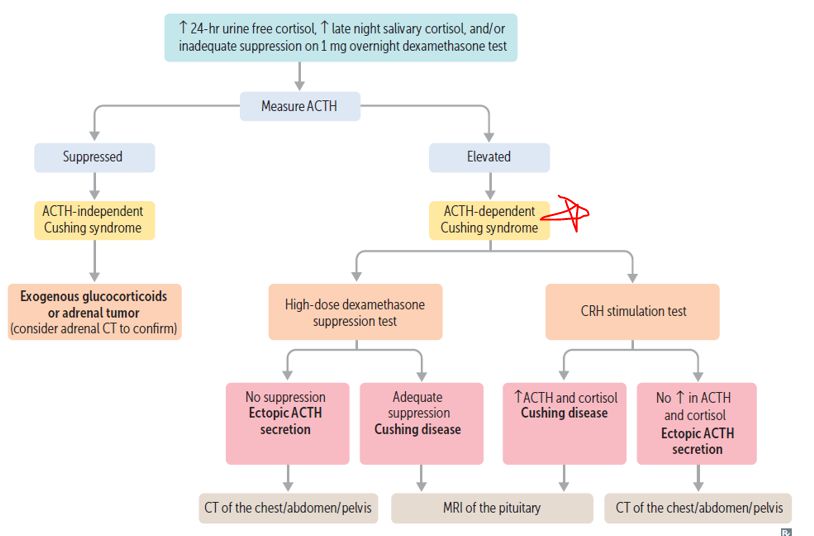 ↑ 24-hr urine free cortisol, ↑ late night salivary cortisol, and/or
inadequate suppression on 1 mg overnight dexamethasone test
Measure ACTH
Suppressed
Elevated
ACTH-independent
Cushing syndrome
ACTH-dependent
Cushing syndrome
Exogenous glucocorticoids
or adrenal tumor
(consider adrenal CT to confirm)
High-dose dexamethasone
suppression test
CRH stimulation test
No suppression
Ectopic ACTH
secretion
Adequate
suppression
Cushing disease
↑ ACTH and cortisol
Cushing disease
No ↑ in ACTH
and cortisol
Ectopic ACTH
secretion
CT of the chest/abdomen/pelvis
MRI of the pituitary
CT of the chest/abdomen/pelvis